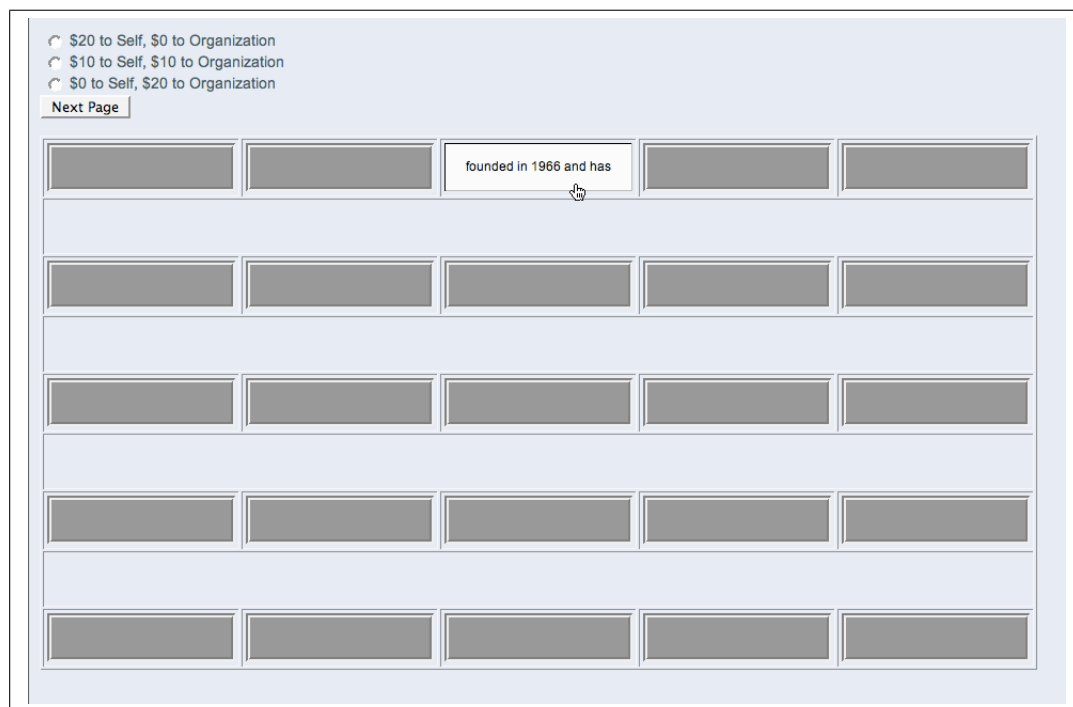 $20 to Self, $0 to Organization
$10 to Self, $10 to Organization
$0 to Self, $20 to Organization
Next Page
founded in 1966 and has